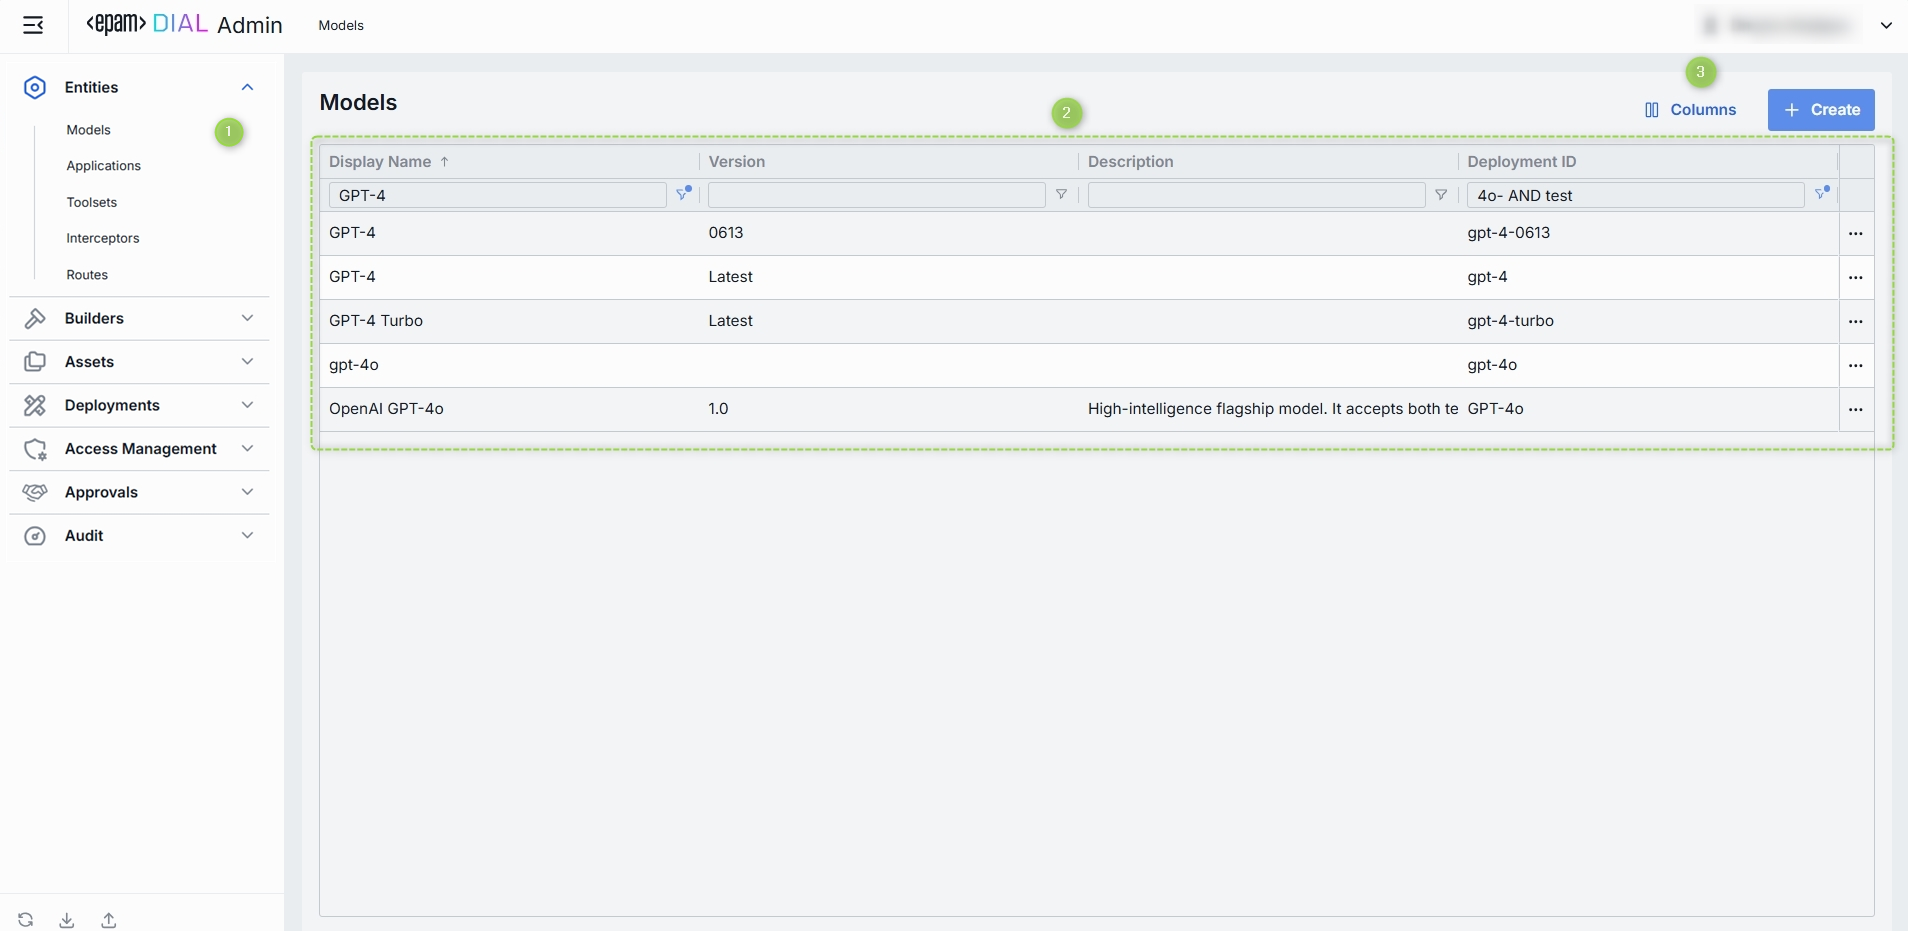 <epam> DIAL Admin
Models
Entities
Models
1
Applications
Toolsets
Interceptors
Routes
Builders
Assets
Deployments
Access Management
Approvals
Audit
Models
2
3
Columns
+ Create
Display Name ↑ Version Description Deployment ID
GPT-4 4o- AND test
GPT-4 0613 gpt-4-0613 ...
GPT-4 Latest gpt-4 ...
GPT-4 Turbo Latest gpt-4-turbo ...
gpt-4o gpt-4o ...
OpenAI GPT-4o 1.0 High-intelligence flagship model. It accepts both te GPT-4o ...